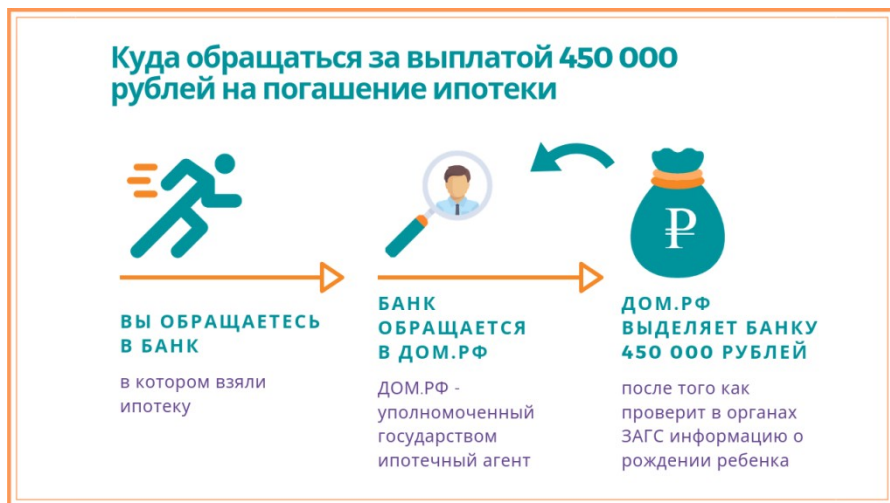 Куда обращаться за выплатой 450 000
рублей на погашение ипотеки
₽
ВЫ ОБРАЩАЕТЕСЬ
В БАНК
в котором взяли
ипотеку
БАНК
ОБРАЩАЕТСЯ
В ДОМ.РФ
ДОМ.РФ -
уполномоченный
государством
ипотечный агент
ДОМ.РФ
ВЫДЕЛЯЕТ БАНКУ
450 000 РУБЛЕЙ
после того как
проверит в органах
ЗАГС информацию о
рождении ребенка